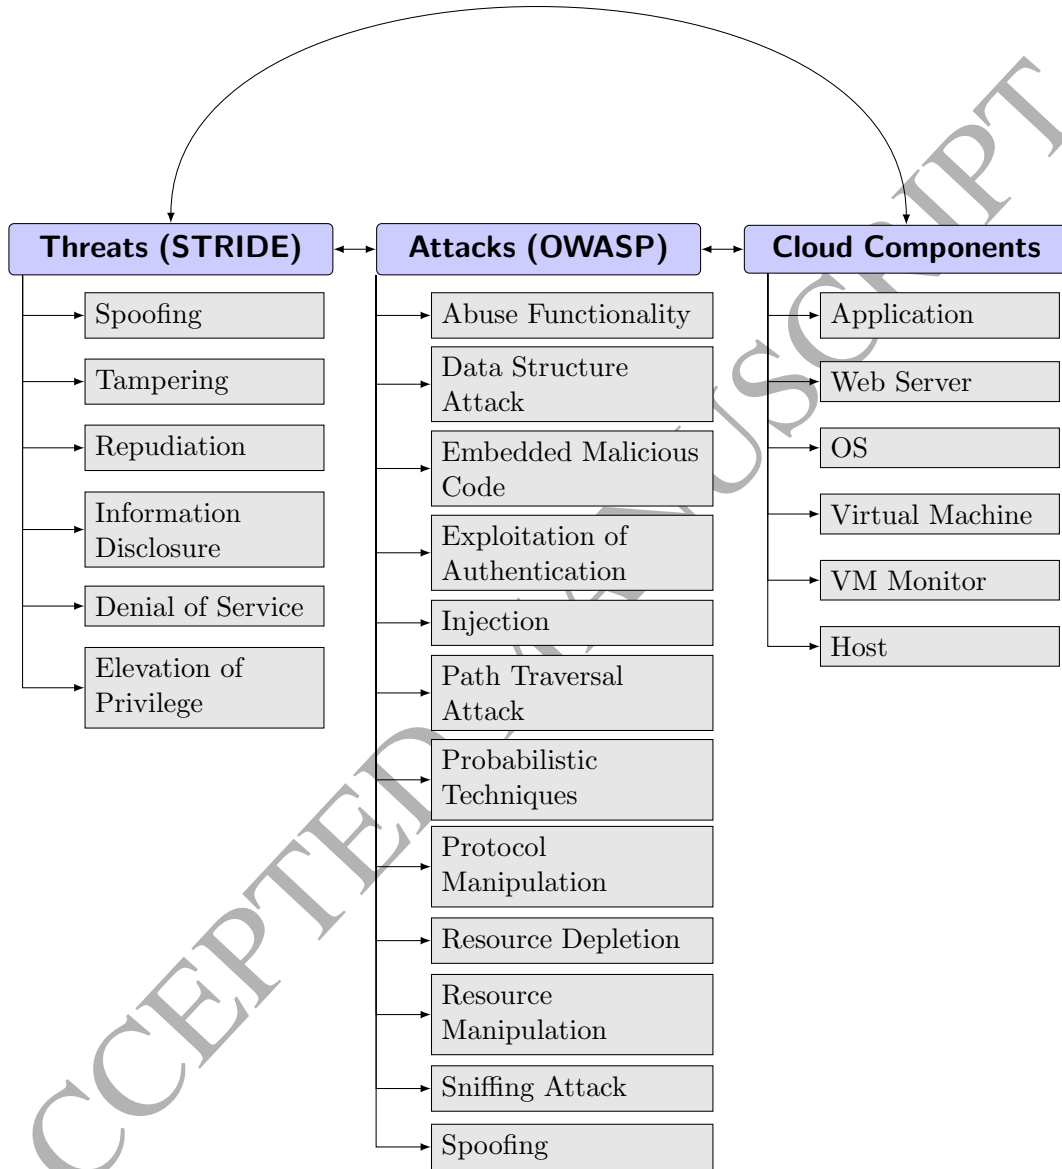 Threats (STRIDE)
Spoofing
Tampering
Repudiation
Information
Disclosure
Denial of Service
Elevation of
Privilege
Attacks (OWASP)
Abuse Functionality
Data Structure
Attack
Embedded Malicious
Code
Exploitation of
Authentication
Injection
Path Traversal
Attack
Probabilistic
Techniques
Protocol
Manipulation
Resource Depletion
Resource
Manipulation
Sniffing Attack
Spoofing
Cloud Components
Application
Web Server
OS
Virtual Machine
VM Monitor
Host
CCEPTED MANUSCRIPT